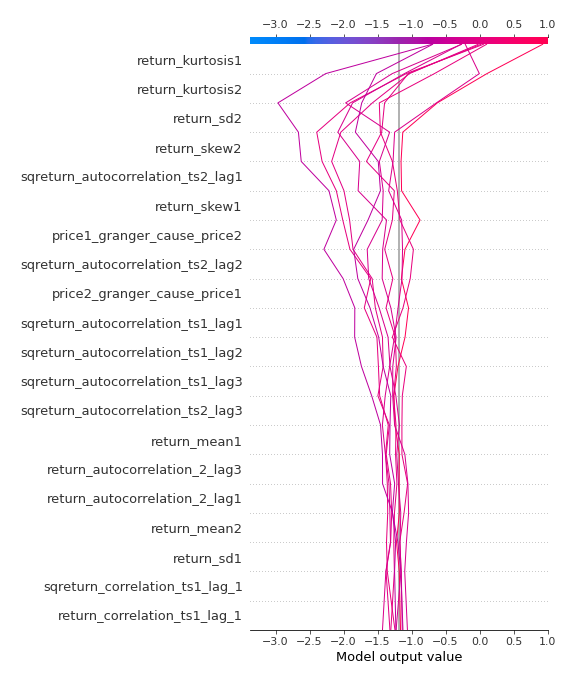 −3.0 −2.5 −2.0 −1.5 −1.0 −0.5 0.0 0.5 1.0
return_kurtosis1
return_kurtosis2
return_sd2
return_skew2
sqreturn_autocorrelation_ts2_lag1
return_skew1
price1_granger_cause_price2
sqreturn_autocorrelation_ts2_lag2
price2_granger_cause_price1
sqreturn_autocorrelation_ts1_lag1
sqreturn_autocorrelation_ts1_lag2
sqreturn_autocorrelation_ts1_lag3
sqreturn_autocorrelation_ts2_lag3
return_mean1
return_autocorrelation_2_lag3
return_autocorrelation_2_lag1
return_mean2
return_sd1
sqreturn_correlation_ts1_lag_1
return_correlation_ts1_lag_1
−3.0 −2.5 −2.0 −1.5 −1.0 −0.5 0.0 0.5 1.0
Model output value